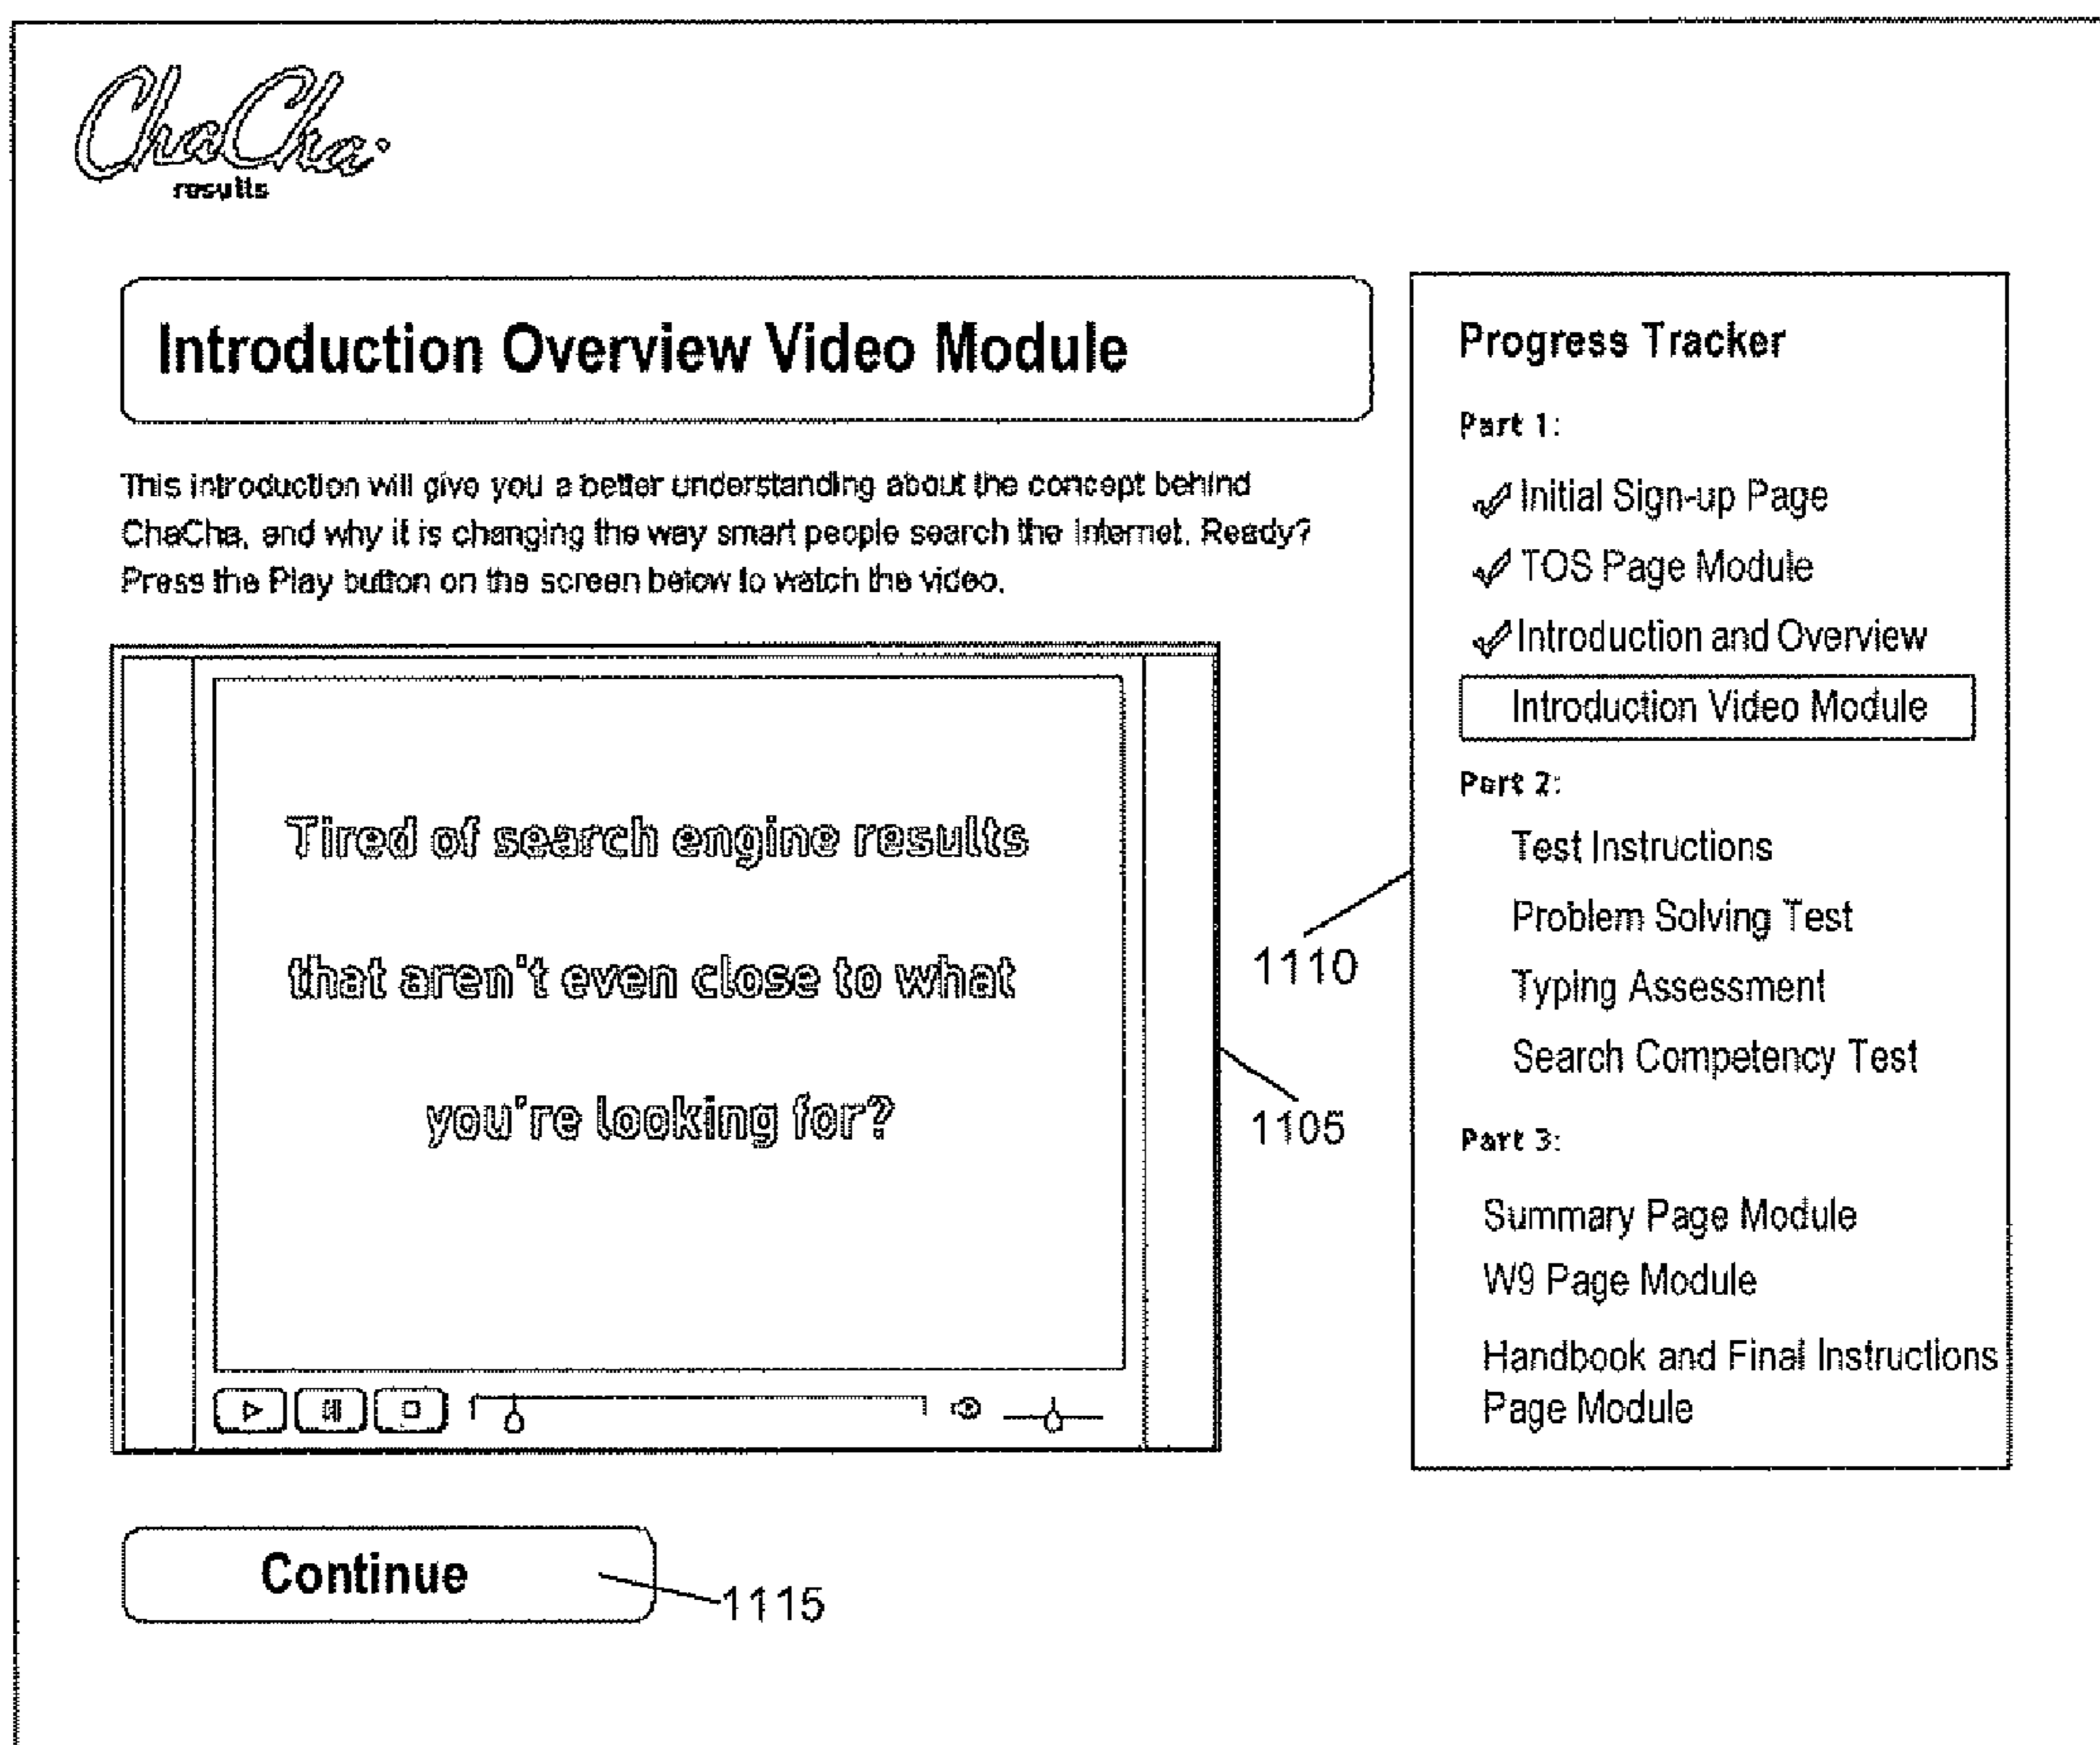 ChaCha
results
Introduction Overview Video Module
This introduction will give you a better understanding about the concept behind
ChaCha, and why it is changing the way smart people search the Internet. Ready?
Press the Play button on the screen below to watch the video.
Tired of search engine results
that aren't even close to what
you're looking for?
1105
Continue
1115
Progress Tracker
Part 1:
Initial Sign-up Page
TOS Page Module
Introduction and Overview
Introduction Video Module
Part 2:
Test Instructions
Problem Solving Test
Typing Assessment
Search Competency Test
Part 3:
Summary Page Module
W9 Page Module
Handbook and Final Instructions
Page Module
1110